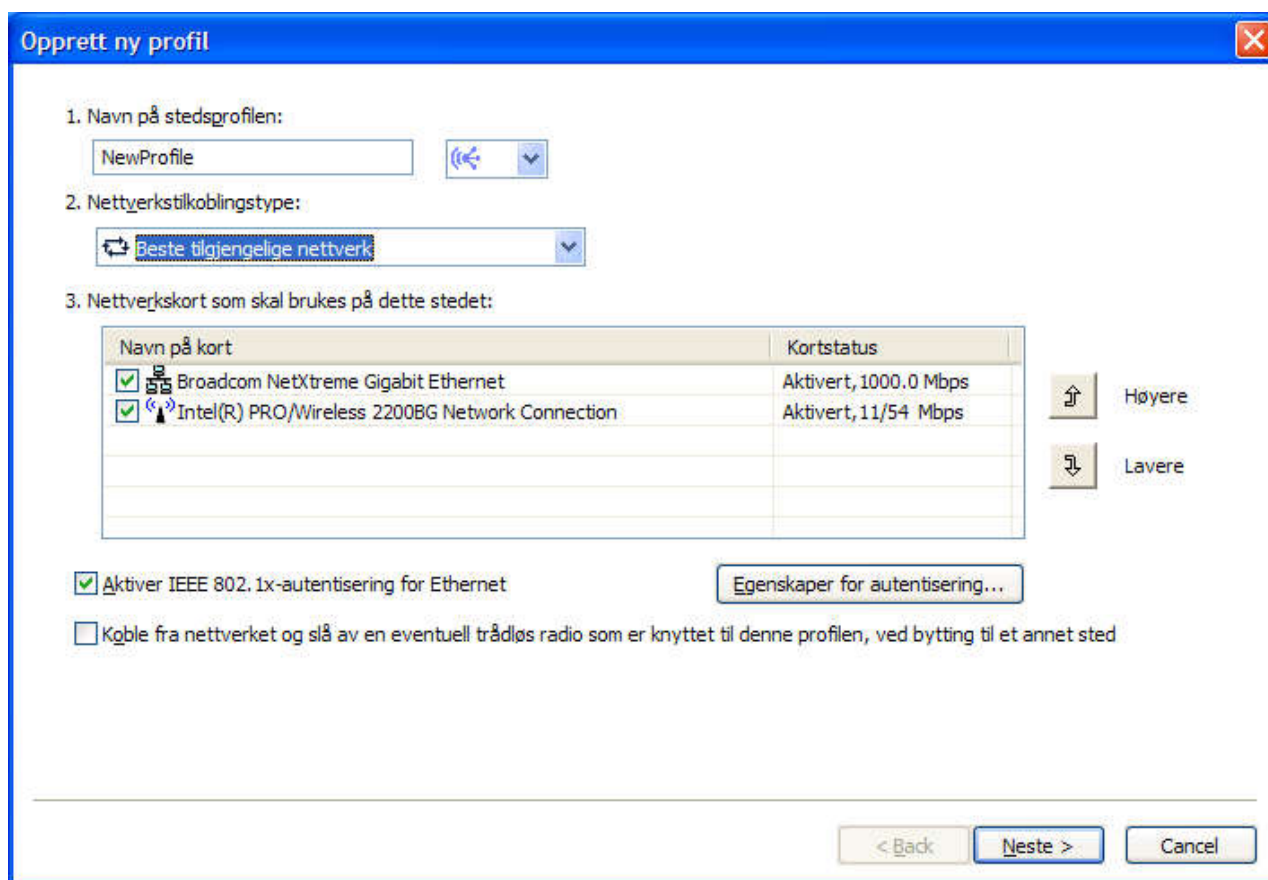 Opprett ny profil
1. Navn på stedsprofilen:
NewProfile
2. Nettverkstilkoblingstype:
Beste tilgjengelige nettverk
3. Nettverkskort som skal brukes på dette stedet:
Navn på kort Kortstatus
Broadcom NetXtreme Gigabit Ethernet Aktivert,1000.0 Mbps
Intel(R) PRO/Wireless 2200BG Network Connection Aktivert,11/54 Mbps
Høyere
Lavere
Aktiver IEEE 802.1x-autentisering for Ethernet Egenskaper for autentisering...
Koble fra nettverket og slå av en eventuell trådløs radio som er knyttet til denne profilen, ved bytting til et annet sted
< Back Neste > Cancel